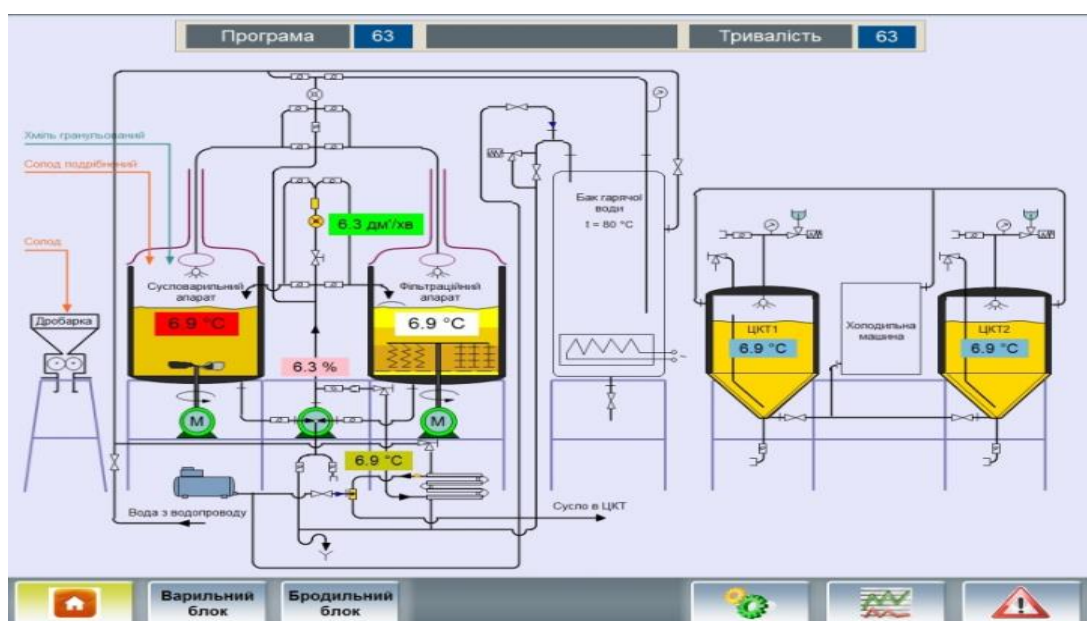 Програма 63 Тривалість 63
Хміль гранульований
Солод подрібнений
Солод
Дробарка
Сусловарильний
апарат
6.9 °C
6.3 дм³/хв
Фільтраційний
апарат
6.9 °C
6.3 %
M
M
6.9 °C
Вода з водопроводу
Сусло в ЦКТ
Бак гарячої
води
t = 80 °C
~
ЦКТ1
6.9 °C
Холодильна
машина
ЦКТ2
6.9 °C
Варильний
блок
Бродильний
блок